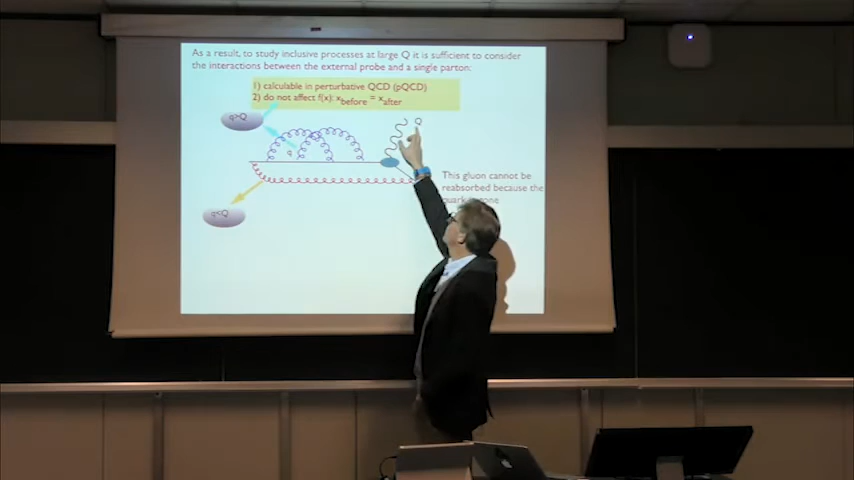 As a result, to study inclusive processes at large Q it is sufficient to consider
the interactions between the external probe and a single parton:
1) calculable in perturbative QCD (pQCD)
2) do not affect f(x): xbefore = xafter
q>Q
Q
q
This gluon cannot be
reabsorbed because the
q<Q